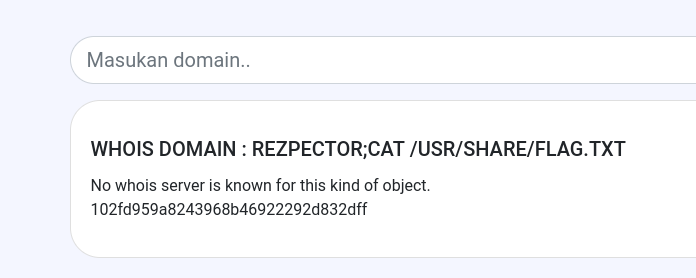 Masukan domain..
WHOIS DOMAIN : REZPECTOR;CAT /USR/SHARE/FLAG.TXT
No whois server is known for this kind of object.
102fd959a8243968b46922292d832dff